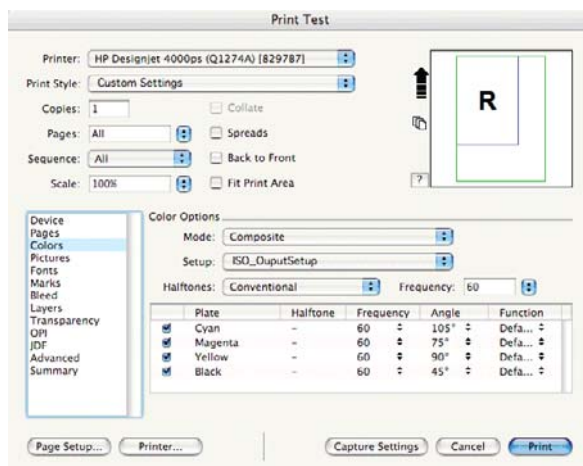 Print Test
Printer: HP Designjet 4000ps (Q1274A) [829787]
Print Style: Custom Settings
Copies: 1 Collate
Pages: All Spreads
Sequence: All Back to Front
Scale: 100% Fit Print Area
R
?
Device
Pages
Colors
Pictures
Fonts
Marks
Bleed
Layers
Transparency
OPI
JDF
Advanced
Summary
Color Options
Mode: Composite
Setup: ISO_OuputSetup
Halftones: Conventional Frequency: 60
Plate Halftone Frequency Angle Function
Cyan – 60 105° Defa...
Magenta – 60 75° Defa...
Yellow – 60 90° Defa...
Black – 60 45° Defa...
Page Setup... Printer... Capture Settings Cancel Print